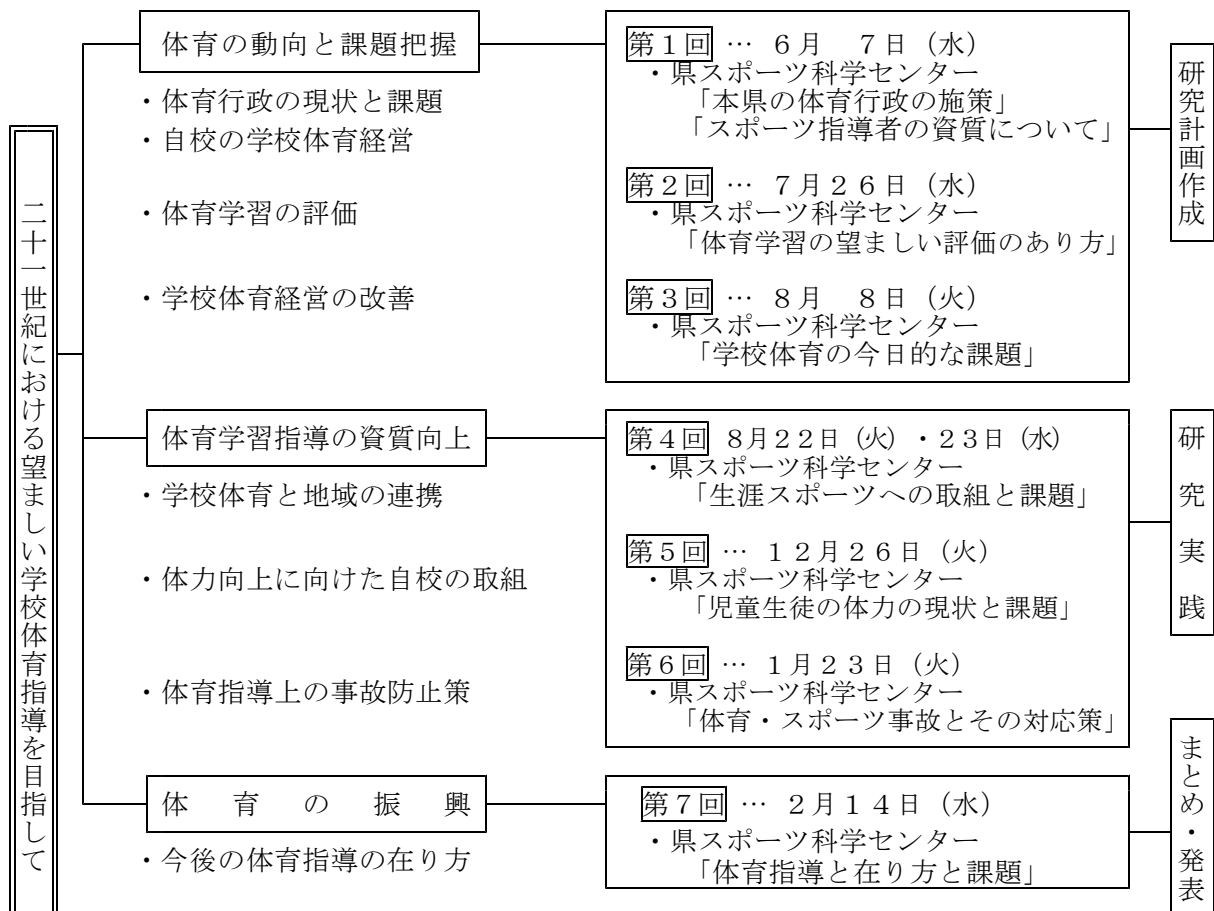 二十一世紀における望ましい学校体育指導を目指して
体育の動向と課題把握
・体育行政の現状と課題
・自校の学校体育経営
・体育学習の評価
・学校体育経営の改善
第1回 … 6月 7日（水）
・県スポーツ科学センター
「本県の体育行政の施策」
「スポーツ指導者の資質について」
第2回 … 7月26日（水）
・県スポーツ科学センター
「体育学習の望ましい評価のあり方」
第3回 … 8月 8日（火）
・県スポーツ科学センター
「学校体育の今日的な課題」
研究計画作成
体育学習指導の資質向上
・学校体育と地域の連携
・体力向上に向けた自校の取組
・体育指導上の事故防止策
第4回 8月22日（火）・23日（水）
・県スポーツ科学センター
「生涯スポーツへの取組と課題」
第5回 … 12月26日（火）
・県スポーツ科学センター
「児童生徒の体力の現状と課題」
第6回 … 1月23日（火）
・県スポーツ科学センター
「体育・スポーツ事故とその対応策」
研究実践
体育の振興
・今後の体育指導の在り方
第7回 … 2月14日（水）
・県スポーツ科学センター
「体育指導と在り方と課題」
まとめ・発表